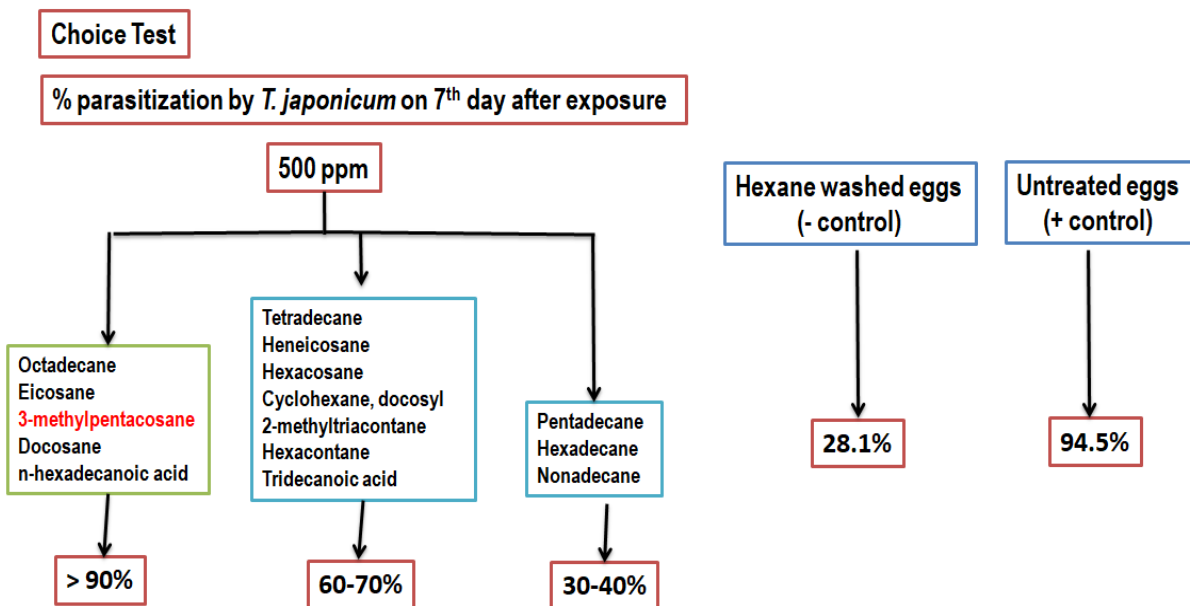 Choice Test
% parasitization by T. japonicum on 7th day after exposure
500 ppm
Octadecane
Eicosane
3-methylpentacosane
Docosane
n-hexadecanoic acid
> 90%
Tetradecane
Heneicosane
Hexacosane
Cyclohexane, docosyl
2-methyltriacontane
Hexacontane
Tridecanoic acid
60-70%
Pentadecane
Hexadecane
Nonadecane
30-40%
Hexane washed eggs
(- control)
28.1%
Untreated eggs
(+ control)
94.5%